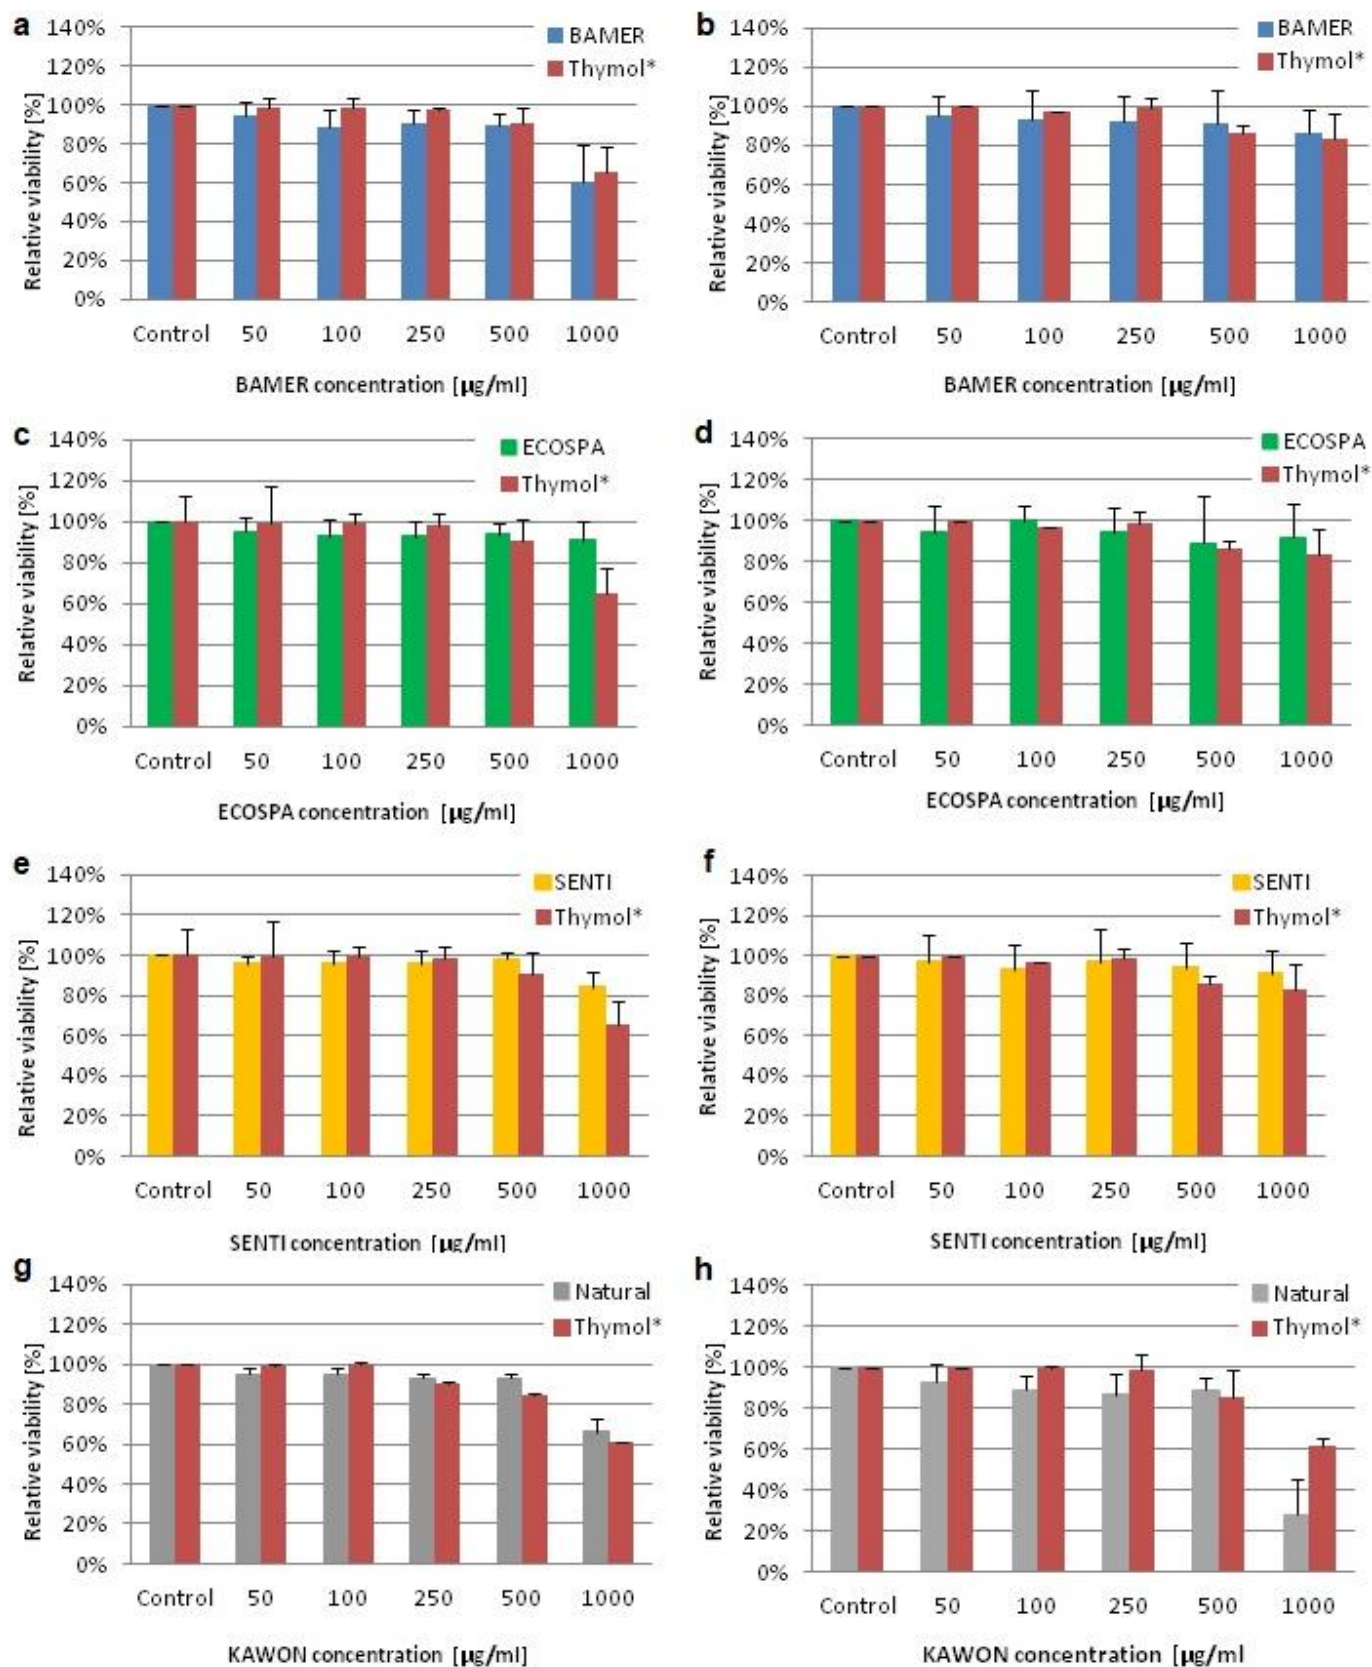 a
140%
120%
100%
80%
60%
40%
20%
0%
Relative viability [%]
BAMER
Thymol*
Control 50 100 250 500 1000
BAMER concentration [µg/ml]
b
140%
120%
100%
80%
60%
40%
20%
0%
Relative viability [%]
BAMER
Thymol*
Control 50 100 250 500 1000
BAMER concentration [µg/ml]
c
140%
120%
100%
80%
60%
40%
20%
0%
Relative viability [%]
ECOSPA
Thymol*
Control 50 100 250 500 1000
ECOSPA concentration [µg/ml]
d
140%
120%
100%
80%
60%
40%
20%
0%
Relative viability [%]
ECOSPA
Thymol*
Control 50 100 250 500 1000
ECOSPA concentration [µg/ml]
e
140%
120%
100%
80%
60%
40%
20%
0%
Relative viability [%]
SENTI
Thymol*
Control 50 100 250 500 1000
SENTI concentration [µg/ml]
f
140%
120%
100%
80%
60%
40%
20%
0%
Relative viability [%]
SENTI
Thymol*
Control 50 100 250 500 1000
SENTI concentration [µg/ml]
g
140%
120%
100%
80%
60%
40%
20%
0%
Relative viability [%]
Natural
Thymol*
Control 50 100 250 500 1000
KAWON concentration [µg/ml]
h
140%
120%
100%
80%
60%
40%
20%
0%
Relative viability [%]
Natural
Thymol*
Control 50 100 250 500 1000
KAWON concentration [µg/ml